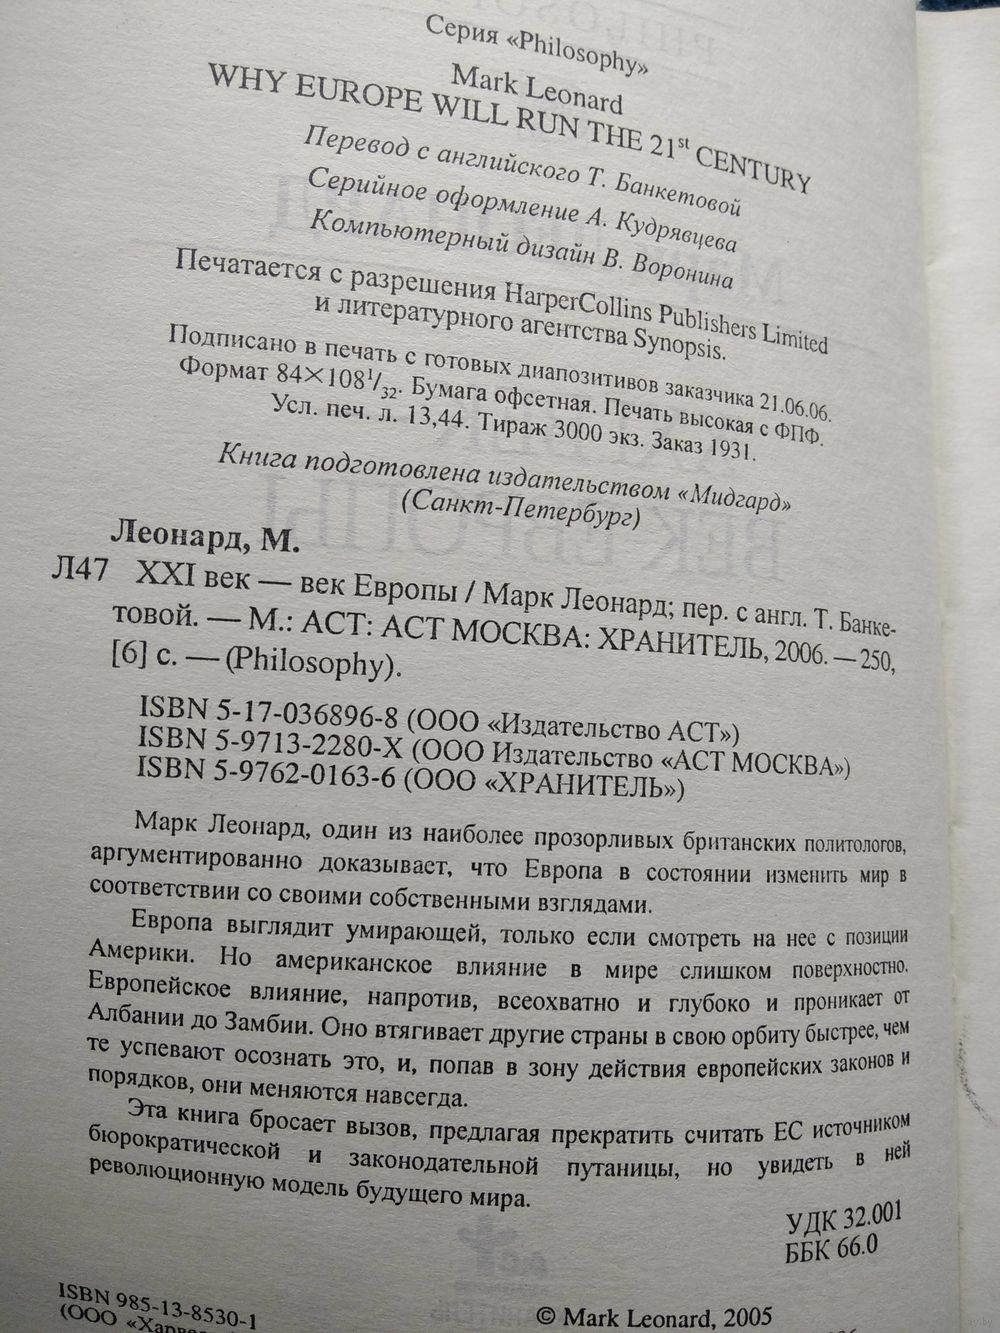 Серия «Philosophy»
Mark Leonard
WHY EUROPE WILL RUN THE 21st CENTURY
Перевод с английского Т. Банкетовой
Серийное оформление А. Кудрявцева
Компьютерный дизайн В. Воронина
Печатается с разрешения HarperCollins Publishers Limited
и литературного агентства Synopsis.
Подписано в печать с готовых диапозитивов заказчика 21.06.06.
Формат 84×108 1/32. Бумага офсетная. Печать высокая с ФПФ.
Усл. печ. л. 13,44. Тираж 3000 экз. Заказ 1931.
Книга подготовлена издательством «Мидгард»
(Санкт-Петербург)
Леонард, М.
Л47 XXI век — век Европы / Марк Леонард; пер. с англ. Т. Банке-
товой. — М.: АСТ: АСТ МОСКВА: ХРАНИТЕЛЬ, 2006. — 250,
[6] с. — (Philosophy).
ISBN 5-17-036896-8 (ООО «Издательство АСТ»)
ISBN 5-9713-2280-X (ООО Издательство «АСТ МОСКВА»)
ISBN 5-9762-0163-6 (ООО «ХРАНИТЕЛЬ»)
Марк Леонард, один из наиболее прозорливых британских политологов,
аргументированно доказывает, что Европа в состоянии изменить мир в
соответствии со своими собственными взглядами.
Европа выглядит умирающей, только если смотреть на нее с позиции
Америки. Но американское влияние в мире слишком поверхностно.
Европейское влияние, напротив, всеохватно и глубоко и проникает от
Албании до Замбии. Оно втягивает другие страны в свою орбиту быстрее, чем
те успевают осознать это, и, попав в зону действия европейских законов и
порядков, они меняются навсегда.
Эта книга бросает вызов, предлагая прекратить считать ЕС источником
бюрократической и законодательной путаницы, но увидеть в ней
революционную модель будущего мира.
УДК 32.001
ББК 66.0
ISBN 985-13-8530-1
(ООО
© Mark Leonard, 2005